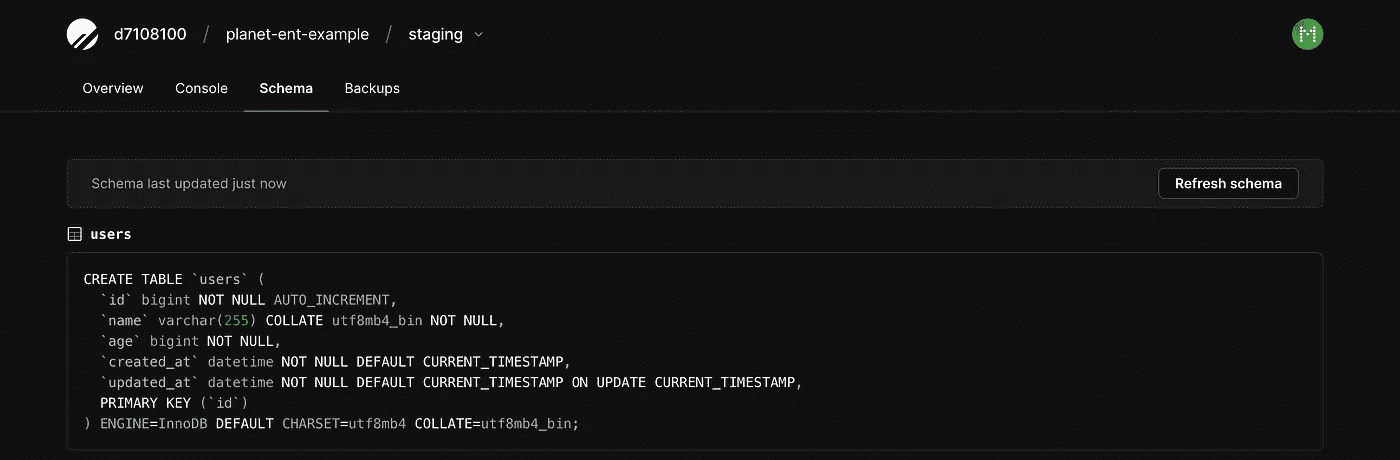 d7108100 / planet-ent-example / staging
M
Overview Console Schema Backups
Schema last updated just now Refresh schema
users
CREATE TABLE `users` (
  `id` bigint NOT NULL AUTO_INCREMENT,
  `name` varchar(255) COLLATE utf8mb4_bin NOT NULL,
  `age` bigint NOT NULL,
  `created_at` datetime NOT NULL DEFAULT CURRENT_TIMESTAMP,
  `updated_at` datetime NOT NULL DEFAULT CURRENT_TIMESTAMP ON UPDATE CURRENT_TIMESTAMP,
  PRIMARY KEY (`id`)
) ENGINE=InnoDB DEFAULT CHARSET=utf8mb4 COLLATE=utf8mb4_bin;